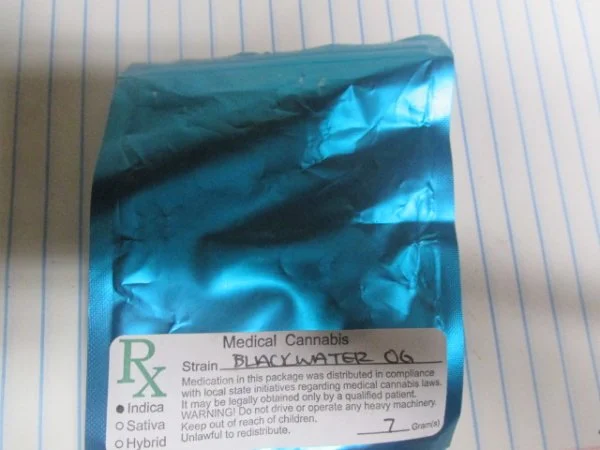 Rx
Medical Cannabis
Strain BLACKWATER OG
Medication in this package was distributed in compliance
with local state initiatives regarding medical cannabis laws.
It may be legally obtained only by a qualified patient.
WARNING! Do not drive or operate any heavy machinery.
Keep out of reach of children.
Unlawful to redistribute.
7 Gram(s)
Indica
Sativa
Hybrid